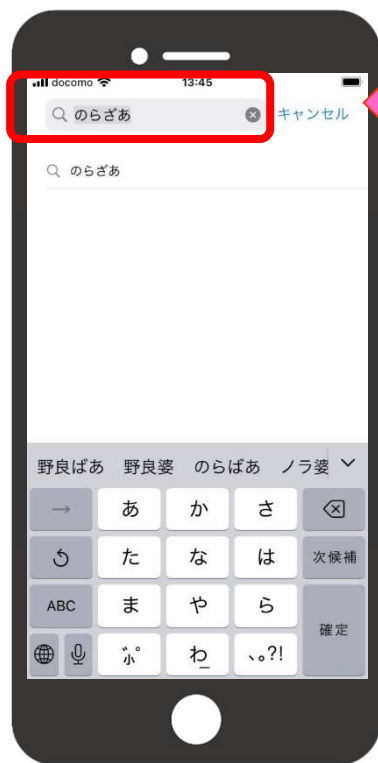 docomo 13:45
のらざあ キャンセル
のらざあ
野良ばあ 野良婆 のらばあ ノラ婆
→ あ か さ
た な は 次候補
ABC ま や ら
確定
小゛゜ わ 、。?!